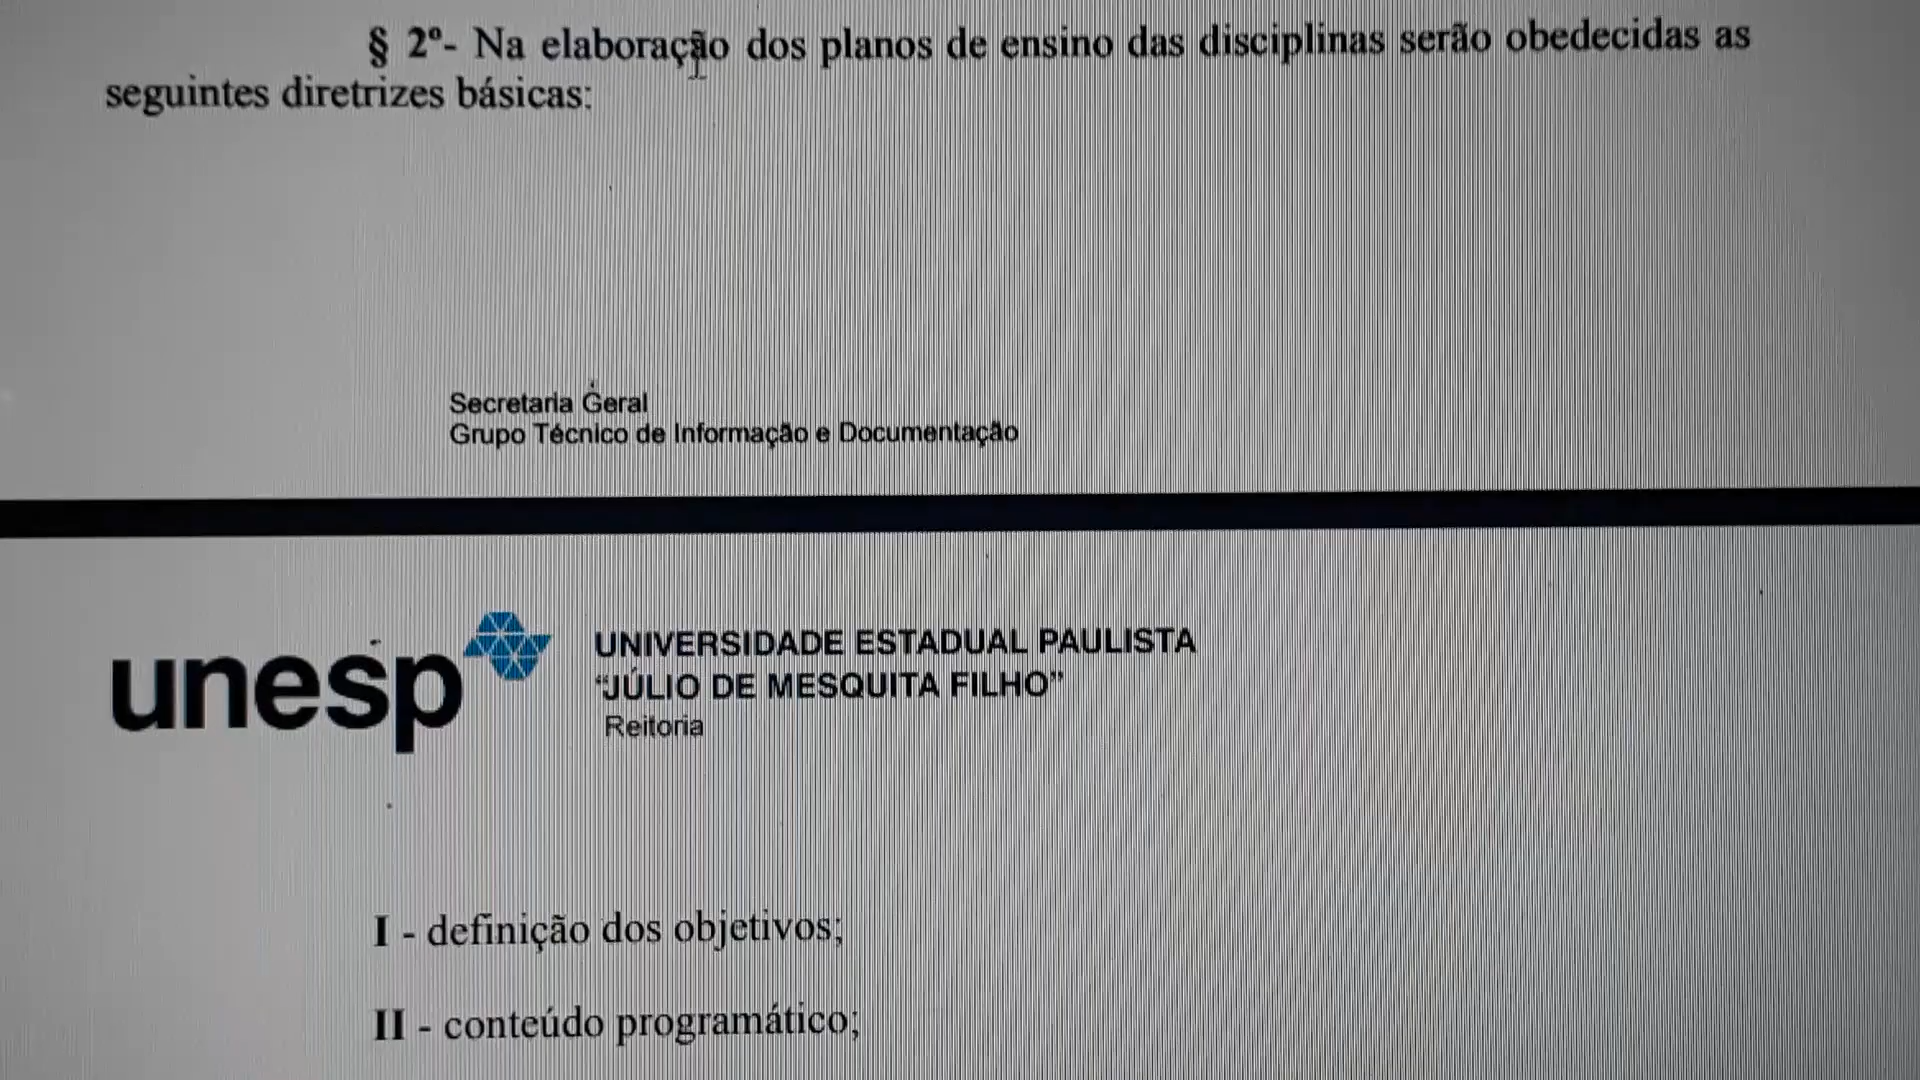 § 2º- Na elaboração dos planos de ensino das disciplinas serão obedecidas as
seguintes diretrizes básicas:
Secretaria Geral
Grupo Técnico de Informação e Documentação
unesp
UNIVERSIDADE ESTADUAL PAULISTA
“JÚLIO DE MESQUITA FILHO”
Reitoria
I - definição dos objetivos;
II - conteúdo programático;